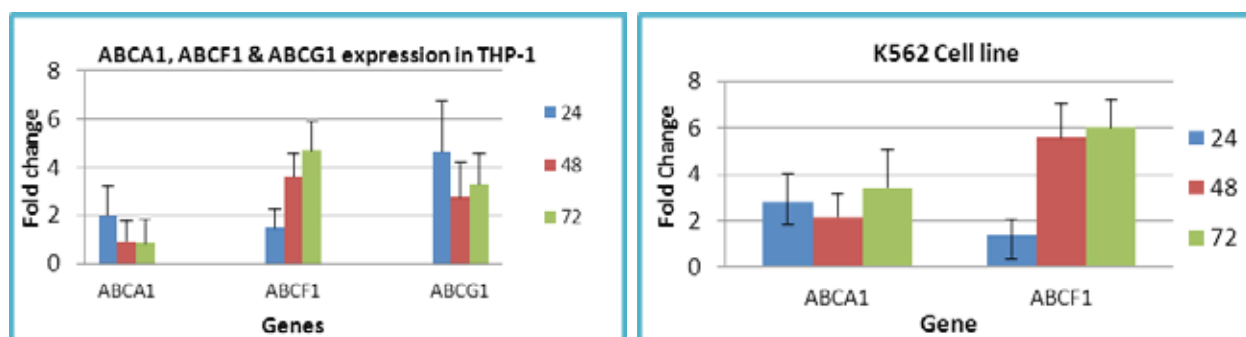 ABCA1, ABCF1 & ABCG1 expression in THP-1
8
6
4
2
0
Fold change
ABCA1 ABCF1 ABCG1
Genes
24
48
72
K562 Cell line
8
6
4
2
0
Fold Change
ABCA1 ABCF1
Gene
24
48
72